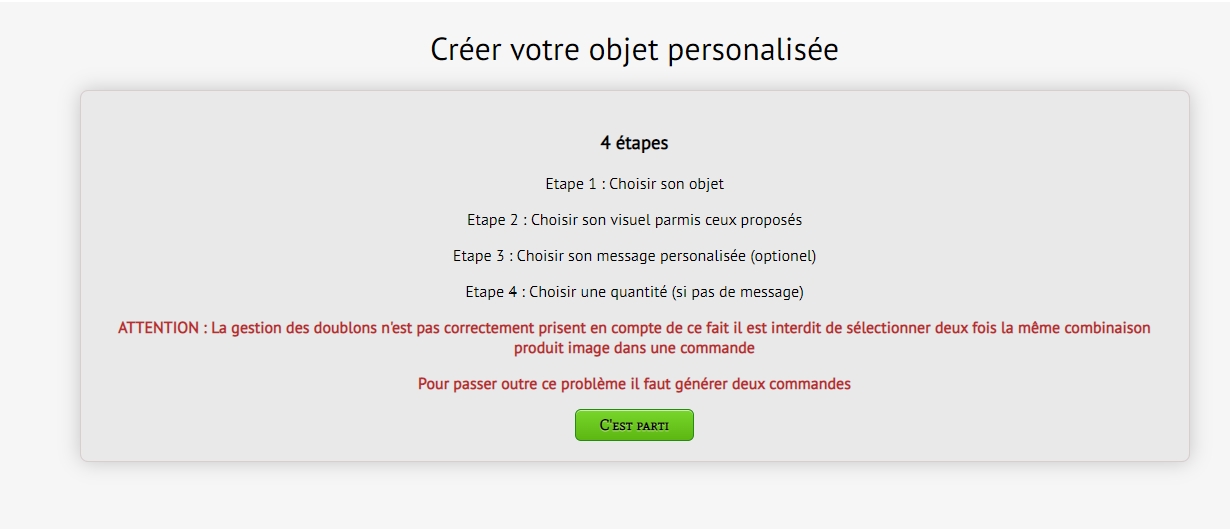 Créer votre objet personalisée
4 étapes
Etape 1 : Choisir son objet
Etape 2 : Choisir son visuel parmis ceux proposés
Etape 3 : Choisir son message personalisée (optionel)
Etape 4 : Choisir une quantité (si pas de message)
ATTENTION : La gestion des doublons n'est pas correctement prisent en compte de ce fait il est interdit de sélectionner deux fois la même combinaison
produit image dans une commande
Pour passer outre ce problème il faut générer deux commandes
C'est parti